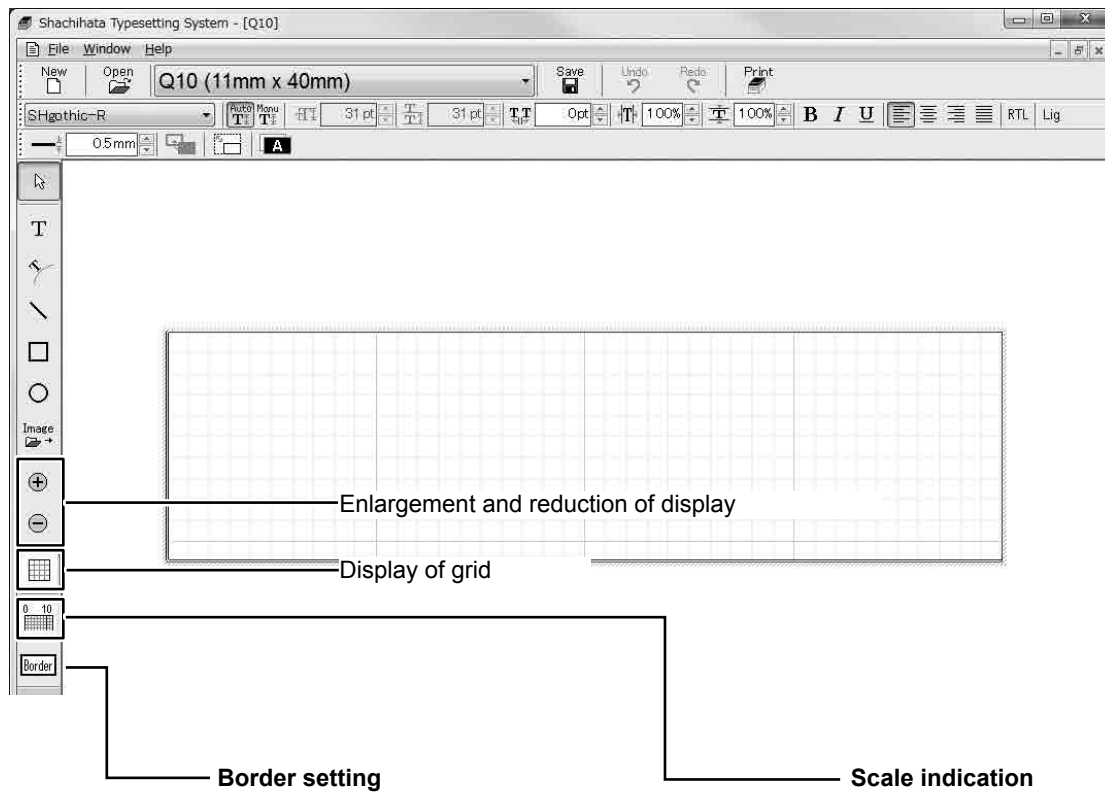 Shachihata Typesetting System - [Q10]
File Window Help
New Open Q10 (11mm x 40mm) Save Undo Redo Print
SHgothic-R Auto Manu 31 pt 31 pt 0pt 100% 100% B I U RTL Lig
0.5mm A
T
Image
Enlargement and reduction of display
Display of grid
0 10
Border
Border setting
Scale indication